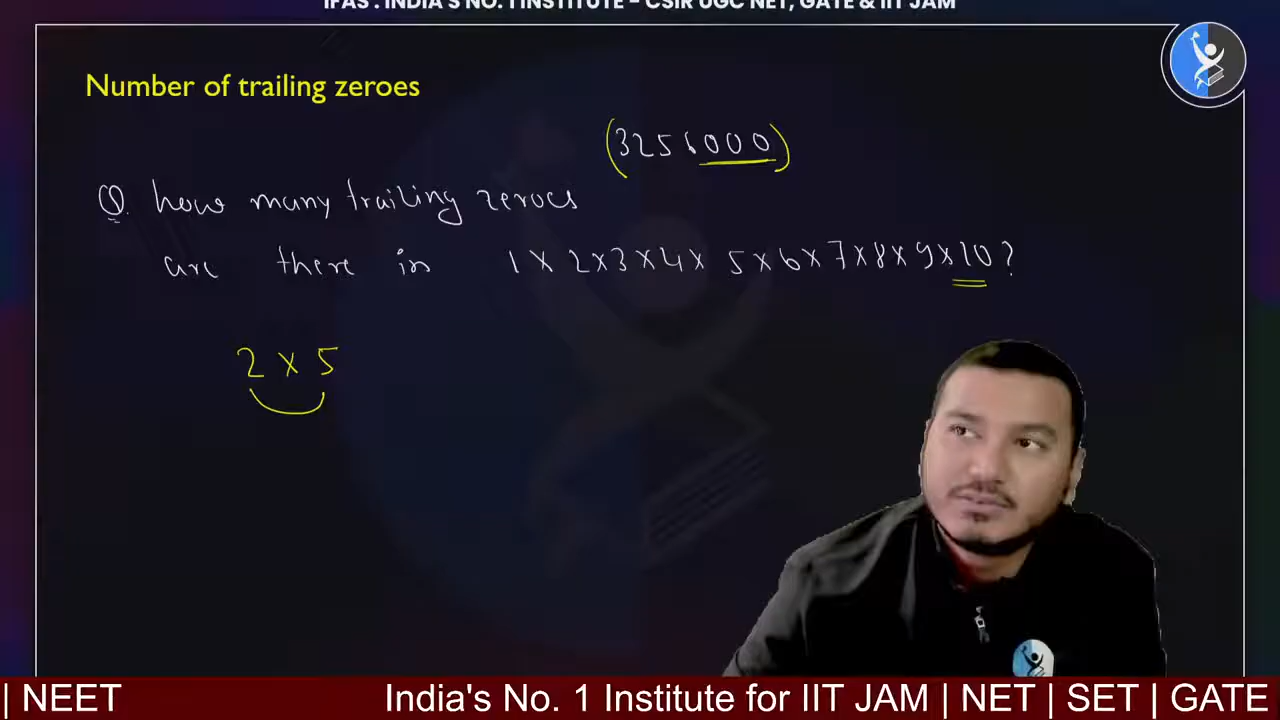 IFAS : INDIA'S NO. 1 INSTITUTE - CSIR UGC NET, GATE & IIT JAM
Number of trailing zeroes
(3256000)
Q. how many trailing zeroes
are there in 1 x 2 x 3 x 4 x 5 x 6 x 7 x 8 x 9 x 10 ?
2 x 5
| NEET India's No. 1 Institute for IIT JAM | NET | SET | GATE